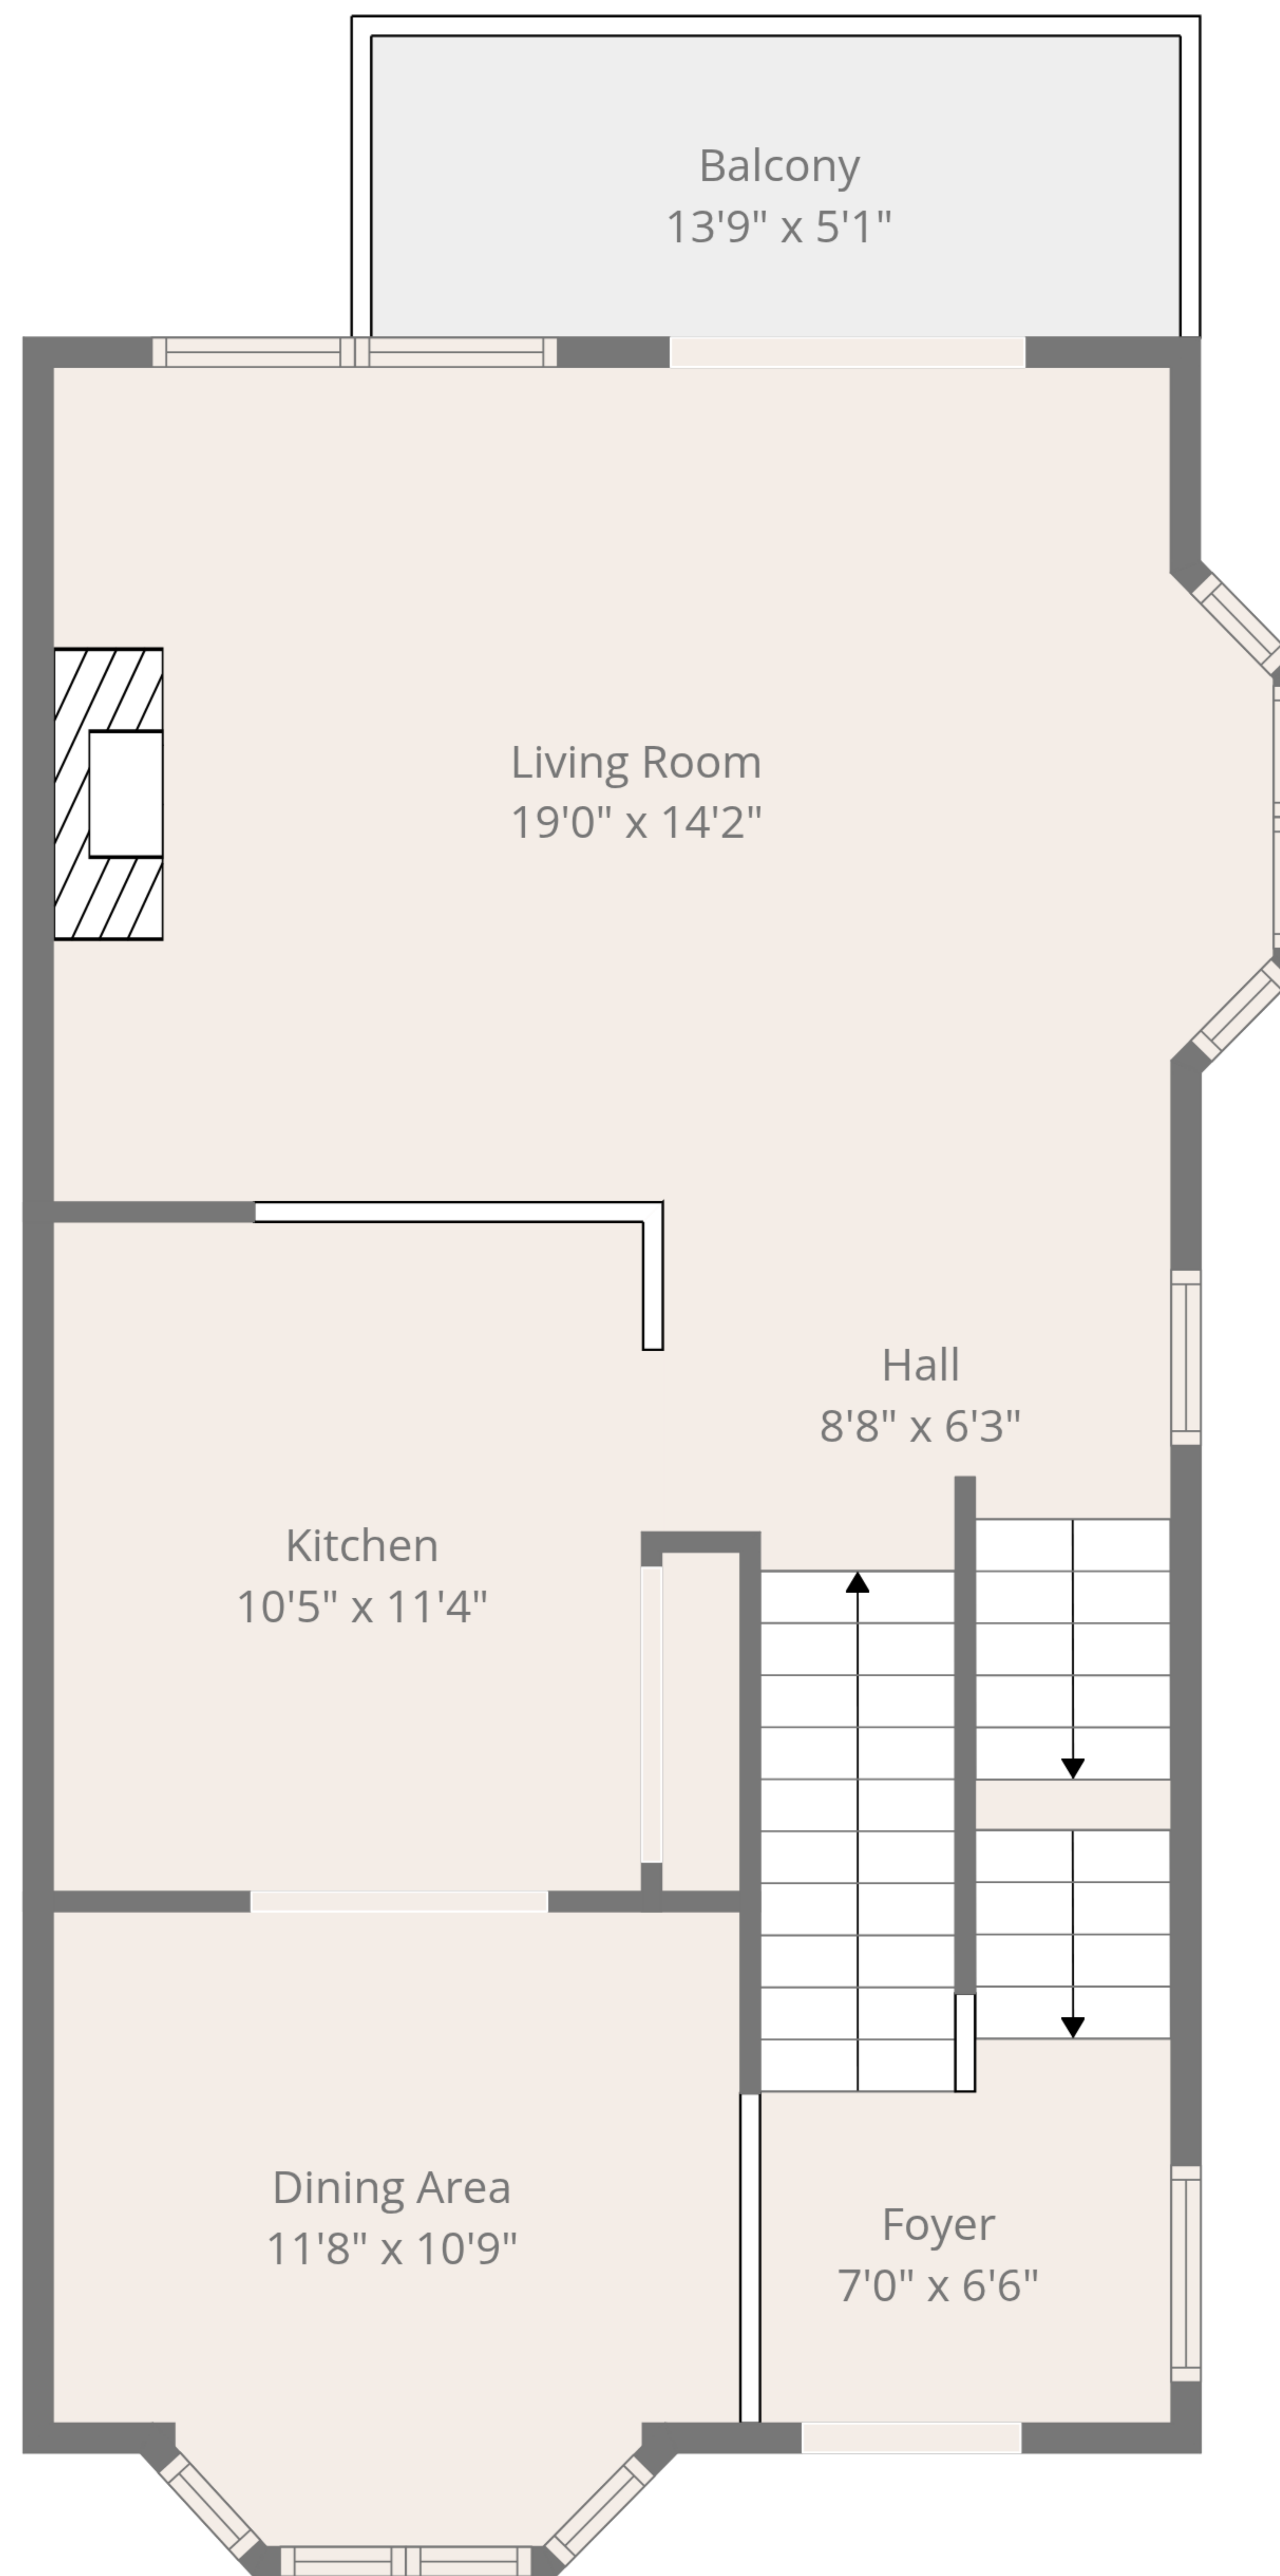 Balcony
13'9" x 5'1"
Living Room
19'0" x 14'2"
Hall
8'8" x 6'3"
Kitchen
10'5" x 11'4"
Dining Area
11'8" x 10'9"
Foyer
7'0" x 6'6"